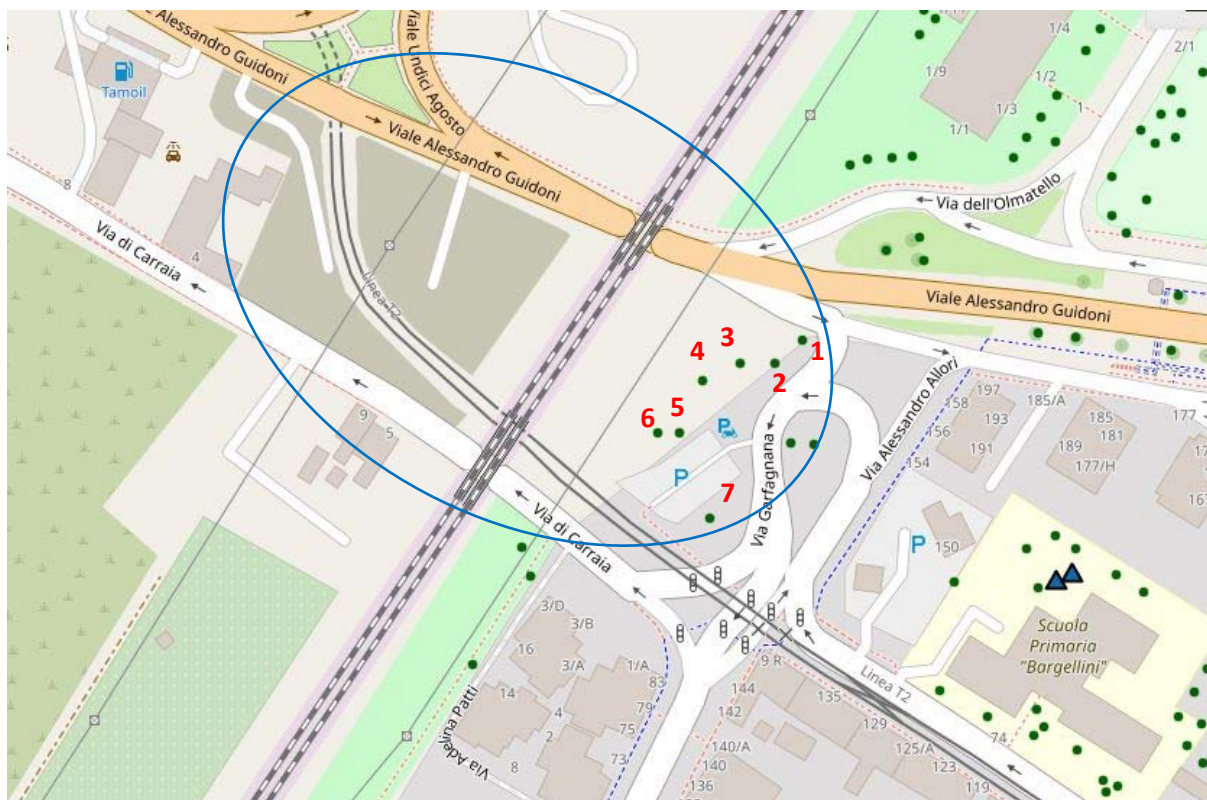 Viale Alessandro Guidoni
Viale Undici Agosto
1/4
2/1
1/9
1/2
1/3
1
1/1
Tamoil
Viale Alessandro Guidoni
Via dell'Olmatello
8
Via di Carraia
4
Linea T2
Viale Alessandro Guidoni
3
1
4
2
6
5
P
7
P
Via Garfagnana
Via Alessandro Allori
9
5
197
158
193
156
191
154
185/A
185
189
181
177/H
177
P
150
Via di Carraia
3/D
3/B
16
3/A
1/A
14
4
2
8
83
79
75
73
Via Adelina Patti
9 R
144
142
140/A
140
136
135
129
125/A
123
119
Linea T2
74
Scuola
Primaria
"Bargellini"